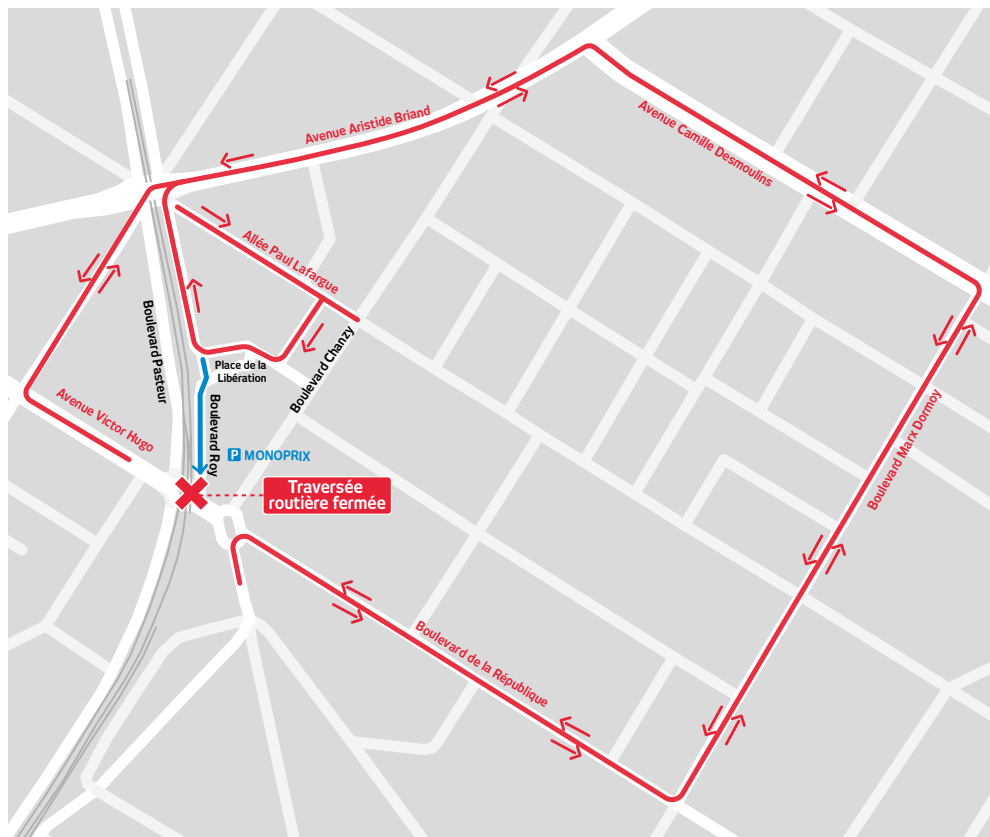 Avenue Aristide Briand
Avenue Camille Desmoulins
Allée Paul Lafargue
Boulevard Pasteur
Boulevard Chanzy
Place de la
Libération
Avenue Victor Hugo
Boulevard Roy
P MONOPRIX
Traversée
routière fermée
Boulevard Marx Dormoy
Boulevard de la République